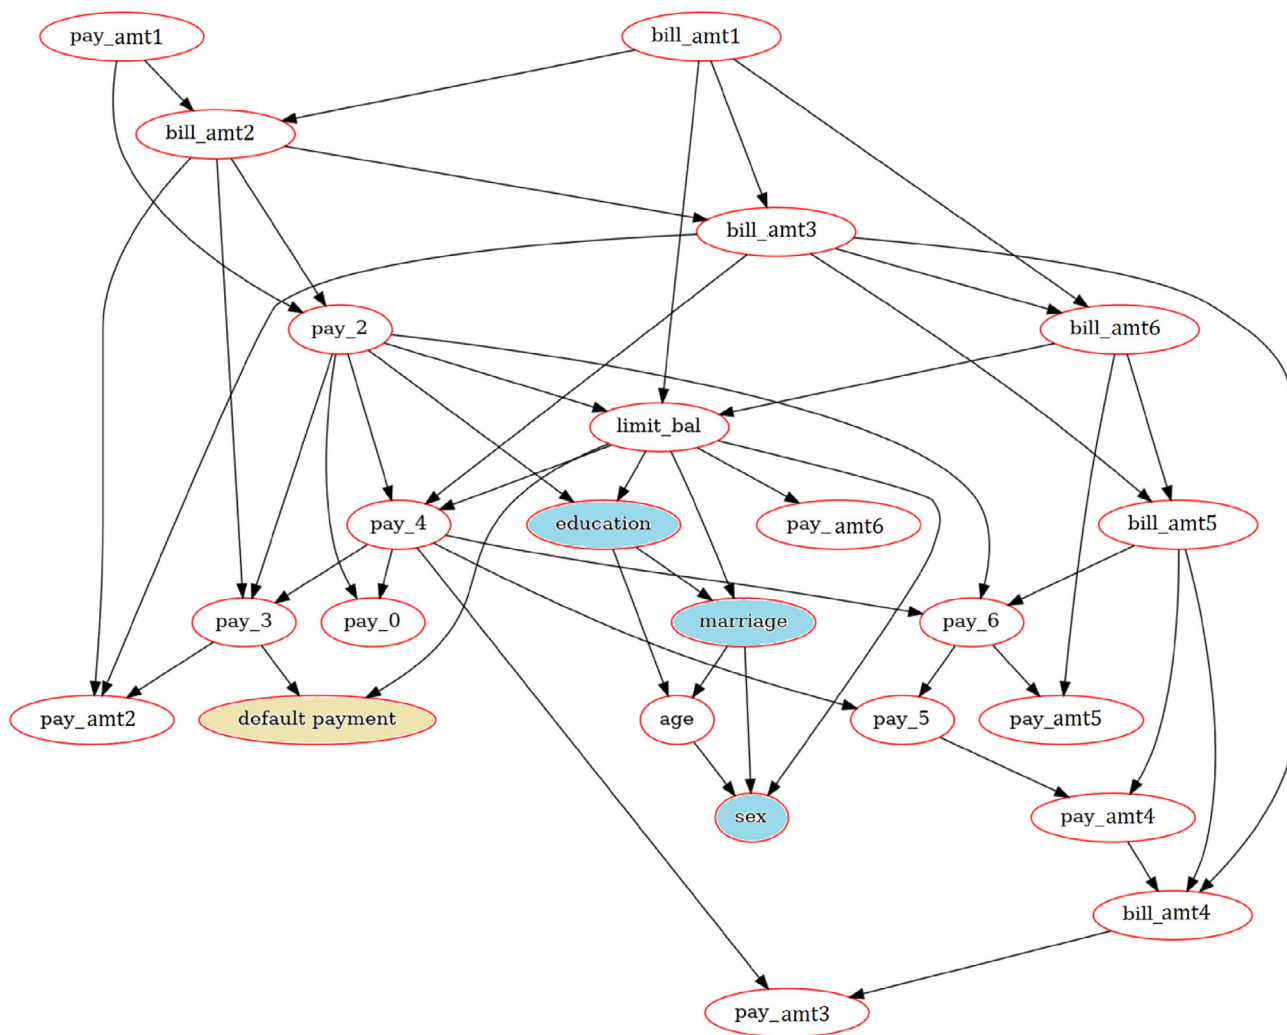 pay_amt1
bill_amt1
bill_amt2
bill_amt3
pay_2
bill_amt6
limit_bal
pay_4
education
pay_amt6
bill_amt5
pay_3
pay_0
marriage
pay_6
pay_amt2
dofault payment
age
pay_5
pay_amt5
sex
pay_amt4
bill_amt4
pay_amt3